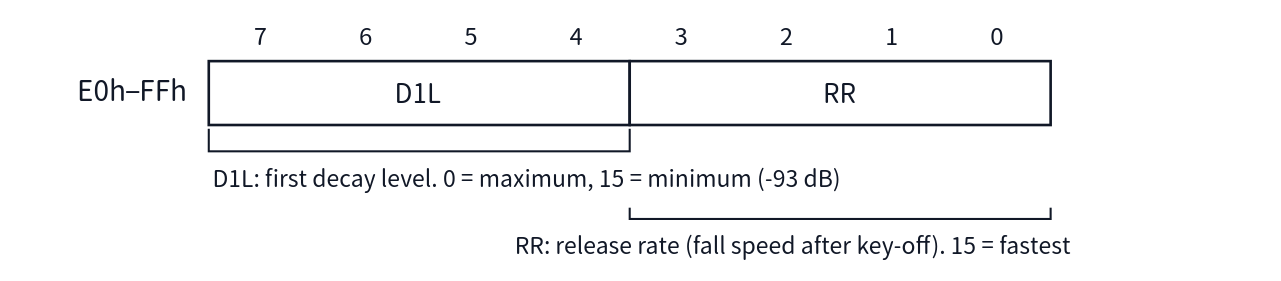 7 6 5 4 3 2 1 0
E0h–FFh D1L RR
D1L: first decay level. 0 = maximum, 15 = minimum (-93 dB)
RR: release rate (fall speed after key-off). 15 = fastest